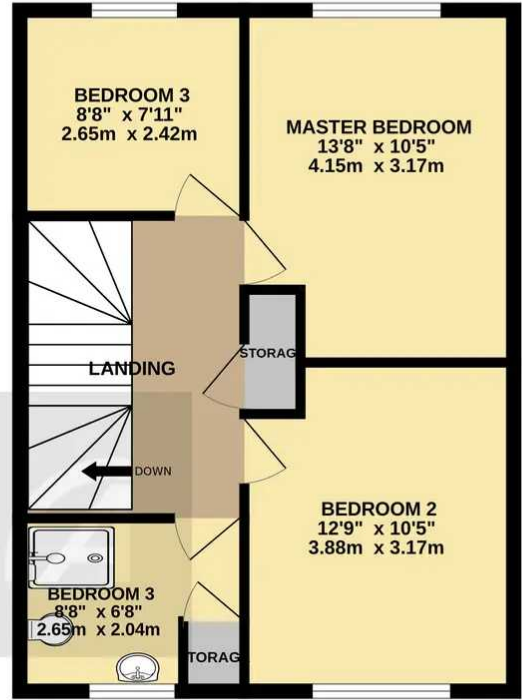 BEDROOM 3
8'8" x 7'11"
2.65m x 2.42m
MASTER BEDROOM
13'8" x 10'5"
4.15m x 3.17m
STORAG
LANDING
DOWN
BEDROOM 2
12'9" x 10'5"
3.88m x 3.17m
BEDROOM 3
8'8" x 6'8"
2.65m x 2.04m
TORAG